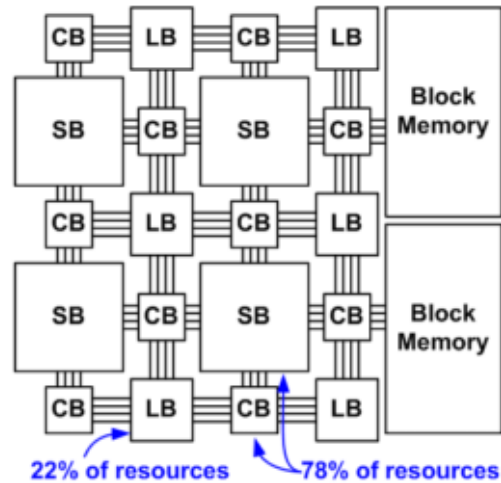 CB LB CB LB
Block
Memory
SB CB SB CB
CB LB CB LB
SB CB SB CB
Block
Memory
CB LB CB LB
22% of resources 78% of resources